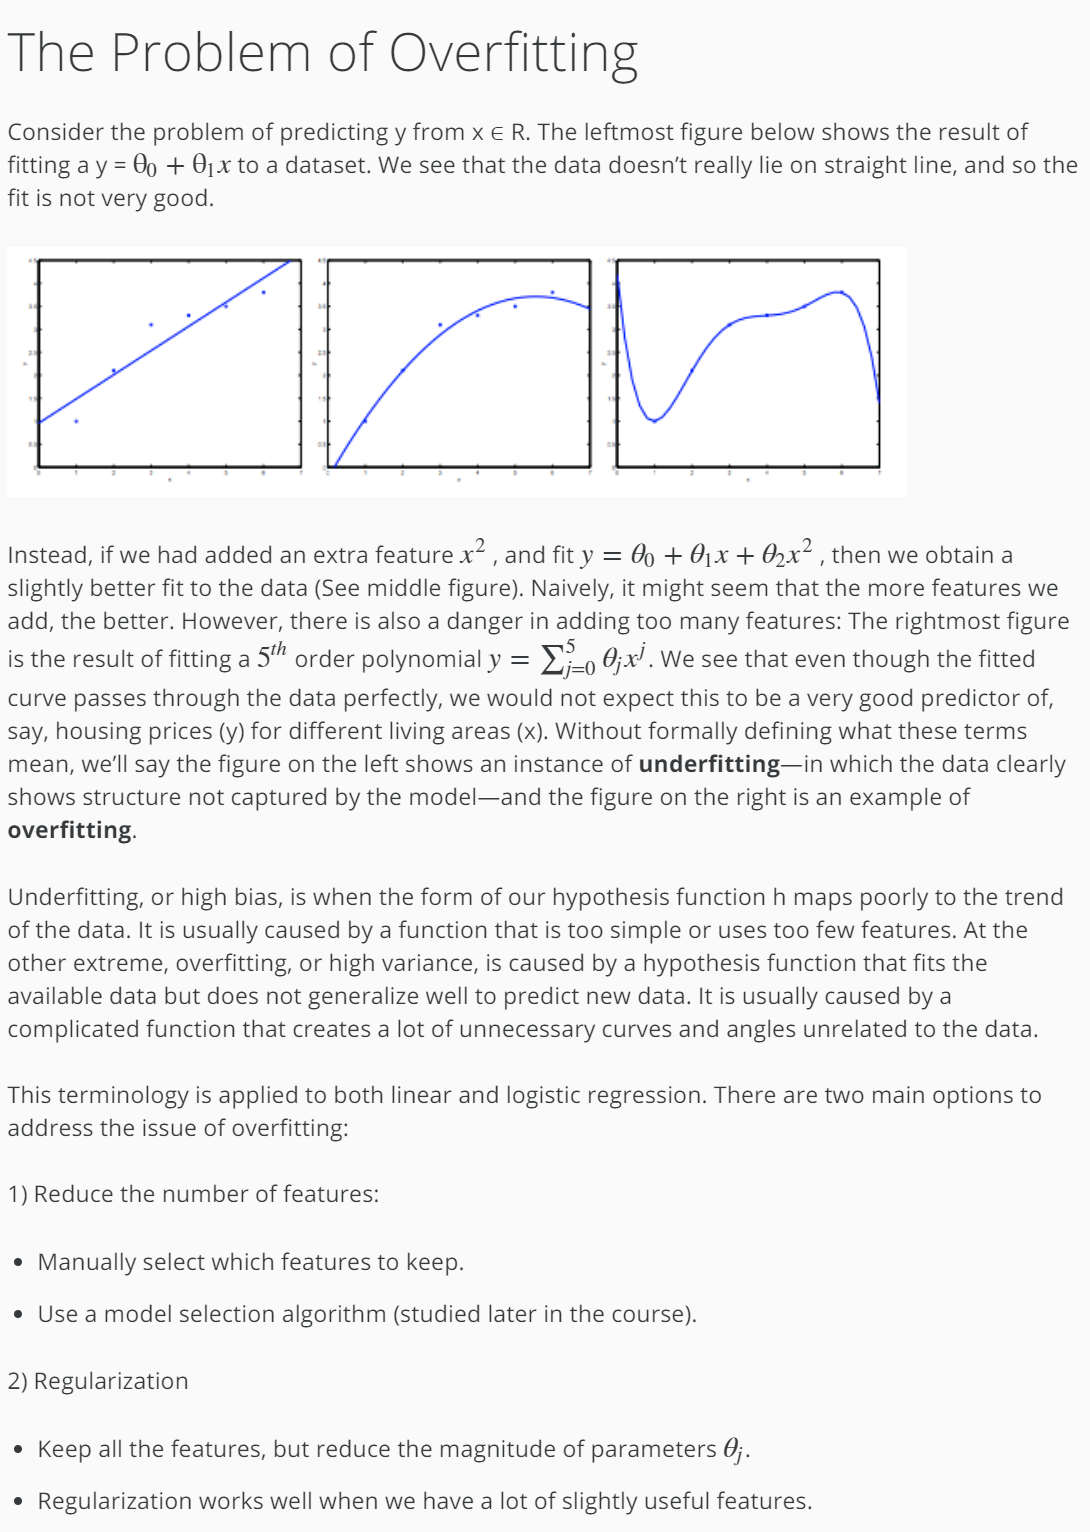 The Problem of Overfitting
Consider the problem of predicting y from x ∈ R. The leftmost figure below shows the result of
fitting a y = θ₀ + θ₁x to a dataset. We see that the data doesn’t really lie on straight line, and so the
fit is not very good.
Instead, if we had added an extra feature x² , and fit y = θ₀ + θ₁x + θ₂x² , then we obtain a
slightly better fit to the data (See middle figure). Naively, it might seem that the more features we
add, the better. However, there is also a danger in adding too many features: The rightmost figure
is the result of fitting a 5ᵗʰ order polynomial y = ∑⁵ⱼ₌₀ θⱼxʲ. We see that even though the fitted
curve passes through the data perfectly, we would not expect this to be a very good predictor of,
say, housing prices (y) for different living areas (x). Without formally defining what these terms
mean, we’ll say the figure on the left shows an instance of underfitting—in which the data clearly
shows structure not captured by the model—and the figure on the right is an example of
overfitting.
Underfitting, or high bias, is when the form of our hypothesis function h maps poorly to the trend
of the data. It is usually caused by a function that is too simple or uses too few features. At the
other extreme, overfitting, or high variance, is caused by a hypothesis function that fits the
available data but does not generalize well to predict new data. It is usually caused by a
complicated function that creates a lot of unnecessary curves and angles unrelated to the data.
This terminology is applied to both linear and logistic regression. There are two main options to
address the issue of overfitting:
1) Reduce the number of features:
• Manually select which features to keep.
• Use a model selection algorithm (studied later in the course).
2) Regularization
• Keep all the features, but reduce the magnitude of parameters θⱼ.
• Regularization works well when we have a lot of slightly useful features.